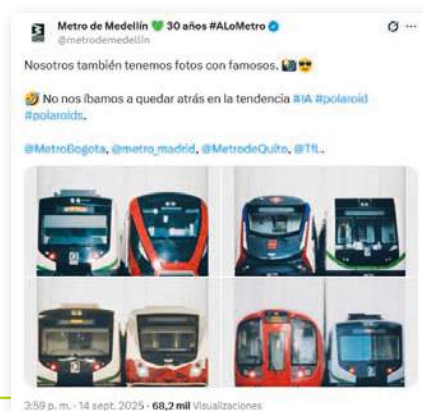 Metro de Medellín 💚 30 años #ALoMetro
@metrodemedellin
Nosotros también tenemos fotos con famosos. 📸😎
🤣 No nos íbamos a quedar atrás en la tendencia #IA #polaroid
#polaroids.
@MetroBogota, @metro_madrid, @MetrodeQuito, @TfL.
3:59 p. m. · 14 sept. 2025 · 68,2 mil Visualizaciones